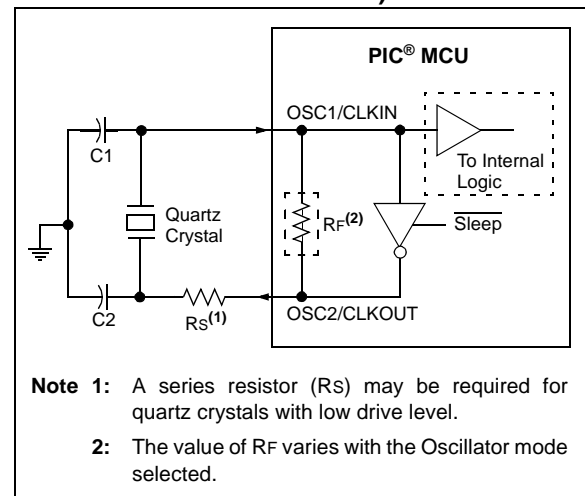 PIC® MCU
OSC1/CLKIN
C1
To Internal
Logic
Quartz
Crystal
RF(2)
Sleep
C2
RS(1)
OSC2/CLKOUT
Note 1: A series resistor (RS) may be required for
quartz crystals with low drive level.
2: The value of RF varies with the Oscillator mode
selected.